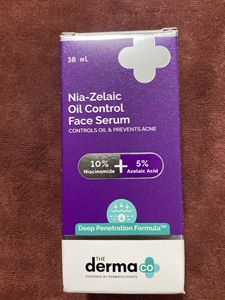 30 ml
Nia-Zelaic
Oil Control
Face Serum
CONTROLS OIL & PREVENTS ACNE
10%
Niacinamide
+
5%
Azelaic Acid
Deep Penetration Formula™
THE
derma co
DESIGNED BY DERMATOLOGISTS